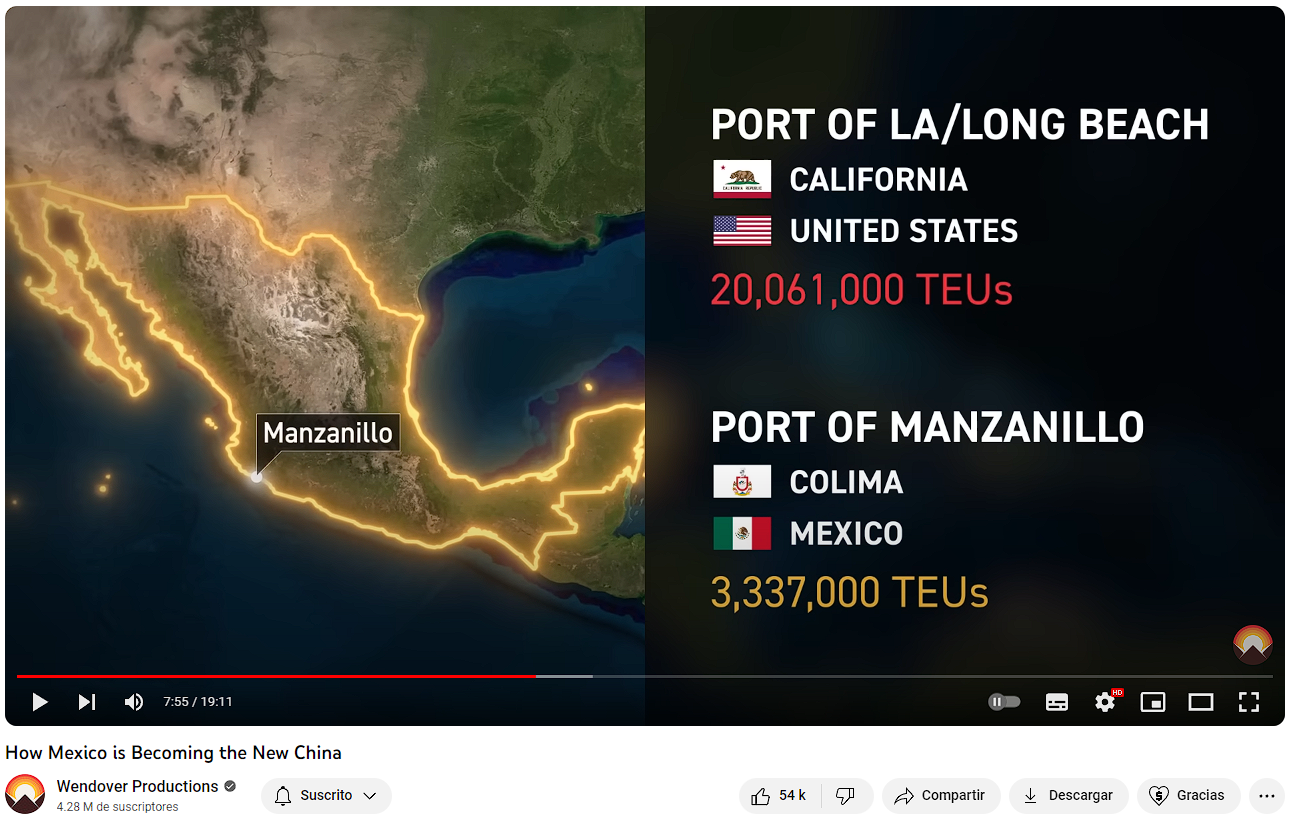 PORT OF LA/LONG BEACH
CALIFORNIA
UNITED STATES
20,061,000 TEUs
Manzanillo
PORT OF MANZANILLO
COLIMA
MEXICO
3,337,000 TEUs
7:55 / 19:11
HD
How Mexico is Becoming the New China
Wendover Productions
4.28 M de suscriptores
Suscrito
54 k
Compartir
Descargar
Gracias